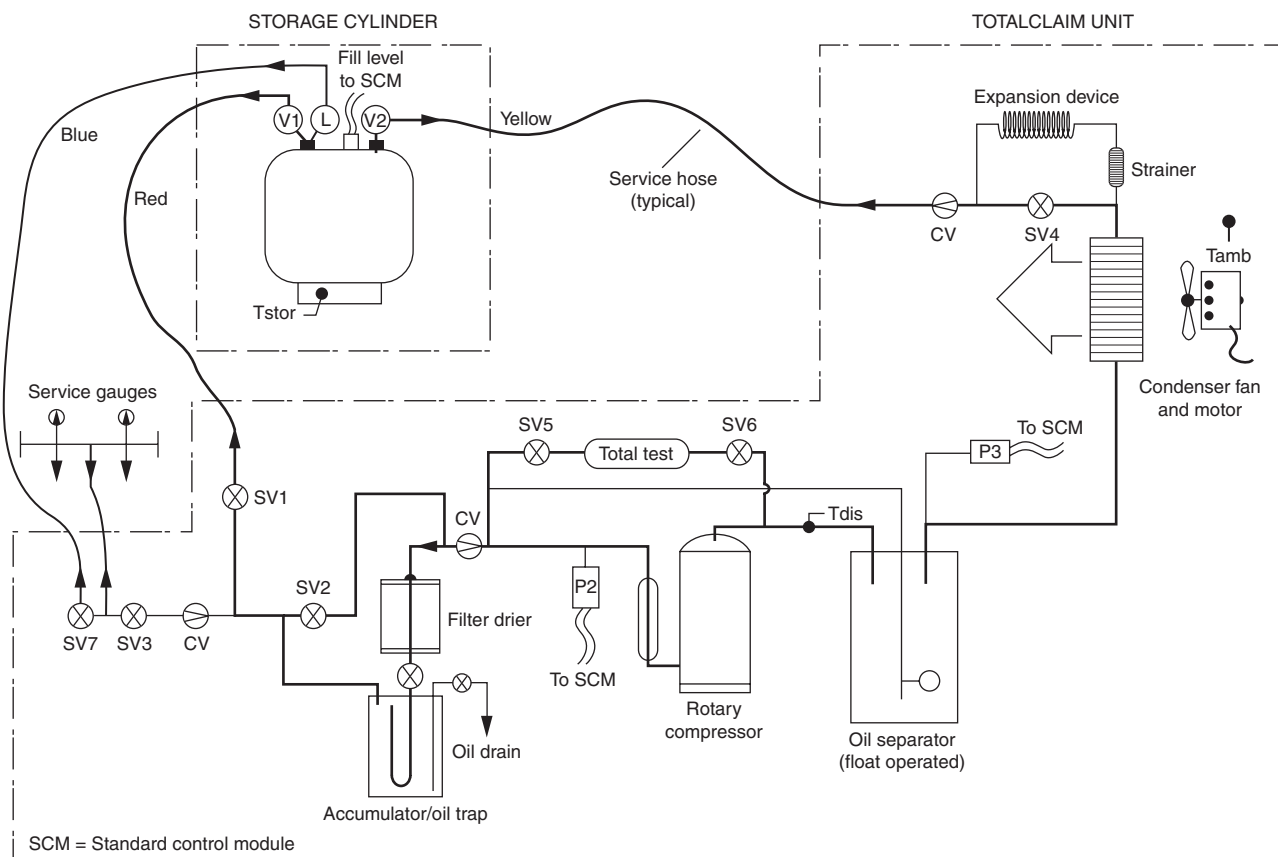 STORAGE CYLINDER
TOTALCLAIM UNIT
Fill level
to SCM
V1
L
V2
Yellow
Blue
Red
Service hose
(typical)
Expansion device
Strainer
CV
SV4
Tamb
Tstor
Condenser fan
and motor
Service gauges
SV5
SV6
Total test
To SCM
P3
SV1
CV
Tdis
SV2
P2
Filter drier
SV7
SV3
CV
To SCM
Rotary
compressor
Oil separator
(float operated)
Oil drain
Accumulator/oil trap
SCM = Standard control module